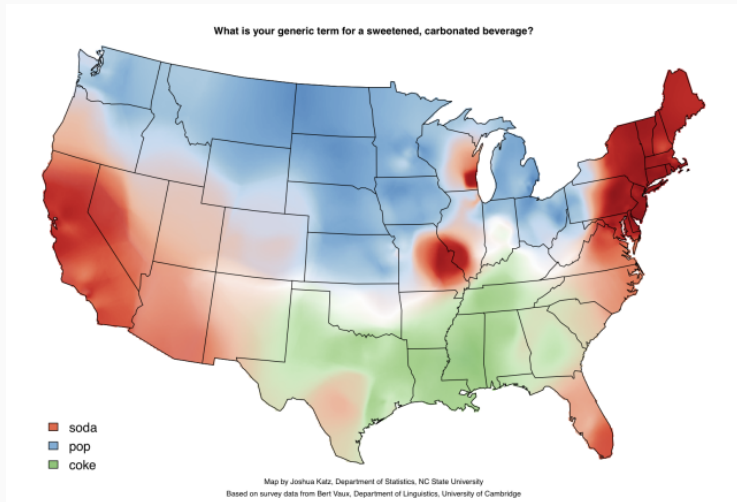 What is your generic term for a sweetened, carbonated beverage?
soda
pop
coke
Map by Joshua Katz, Department of Statistics, NC State University
Based on survey data from Bert Vaux, Department of Linguistics, University of Cambridge